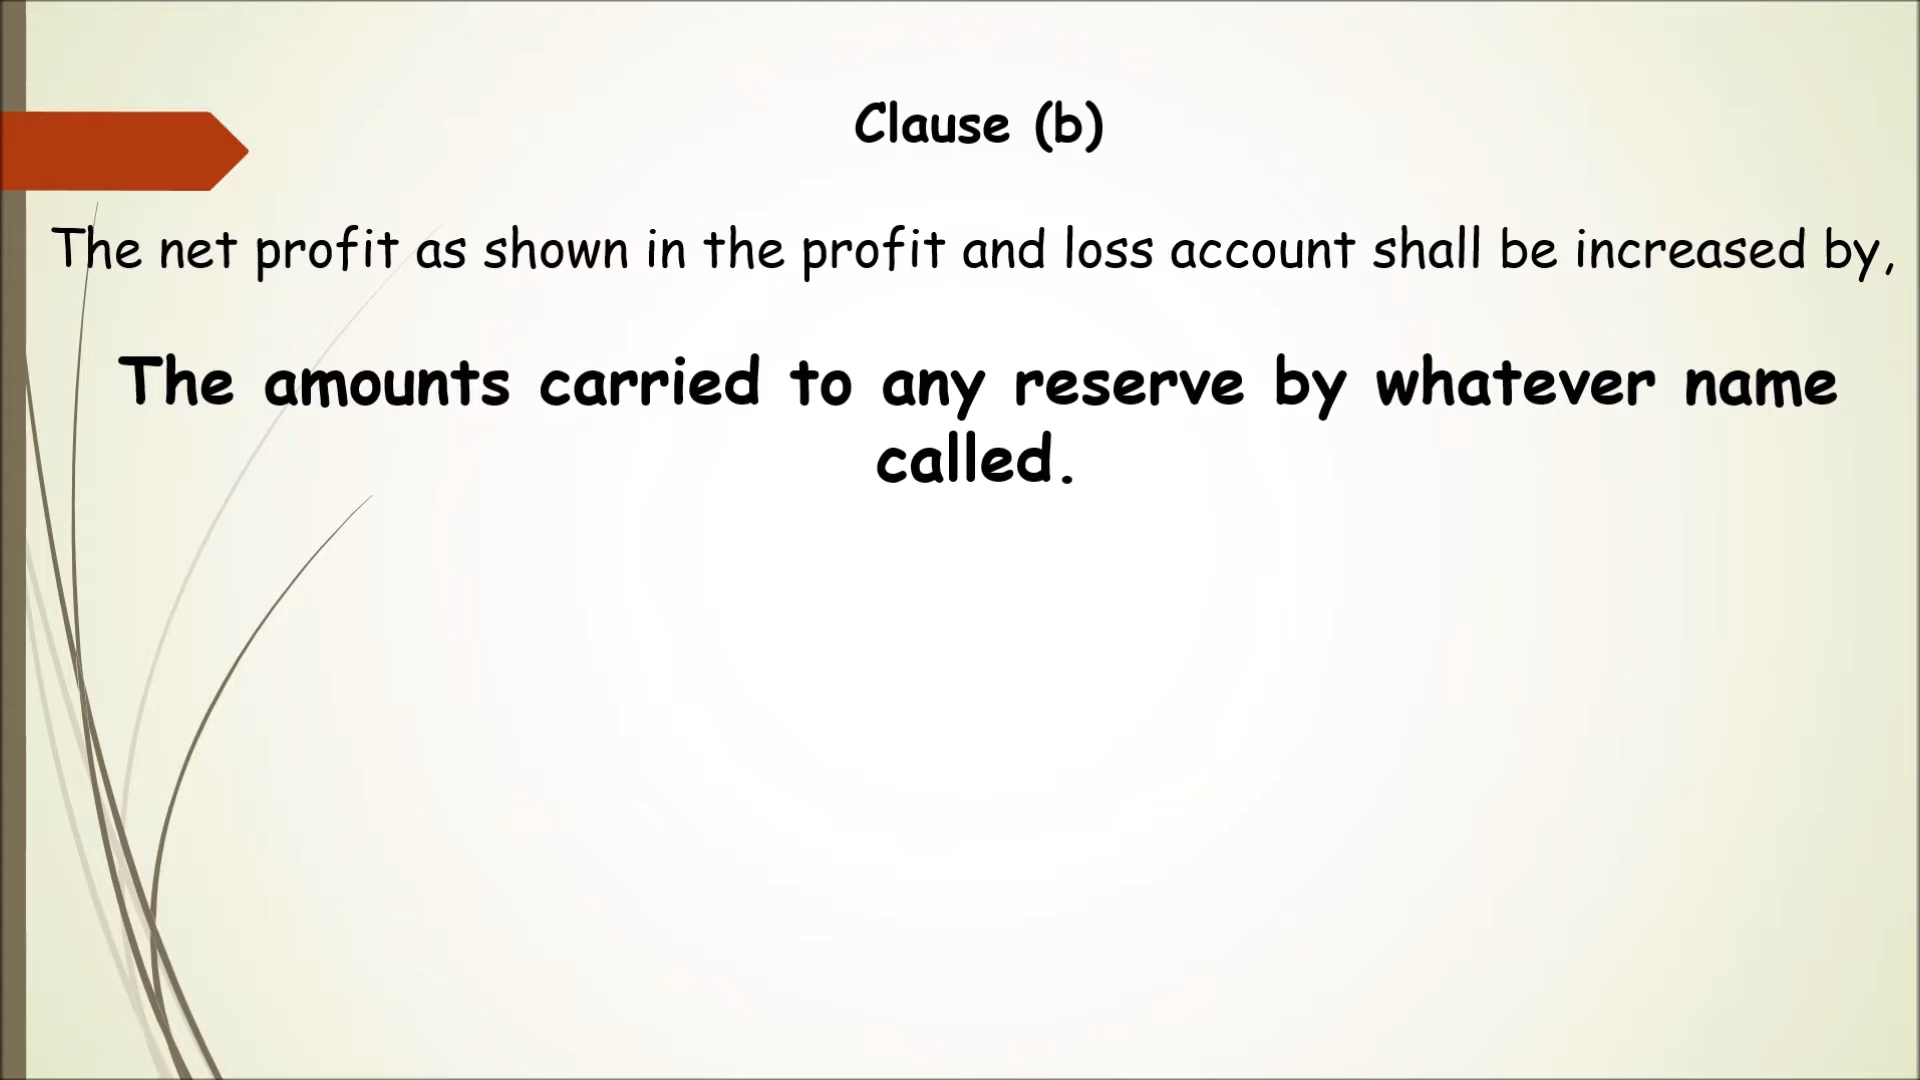 Clause (b)
The net profit as shown in the profit and loss account shall be increased by,
The amounts carried to any reserve by whatever name
called.